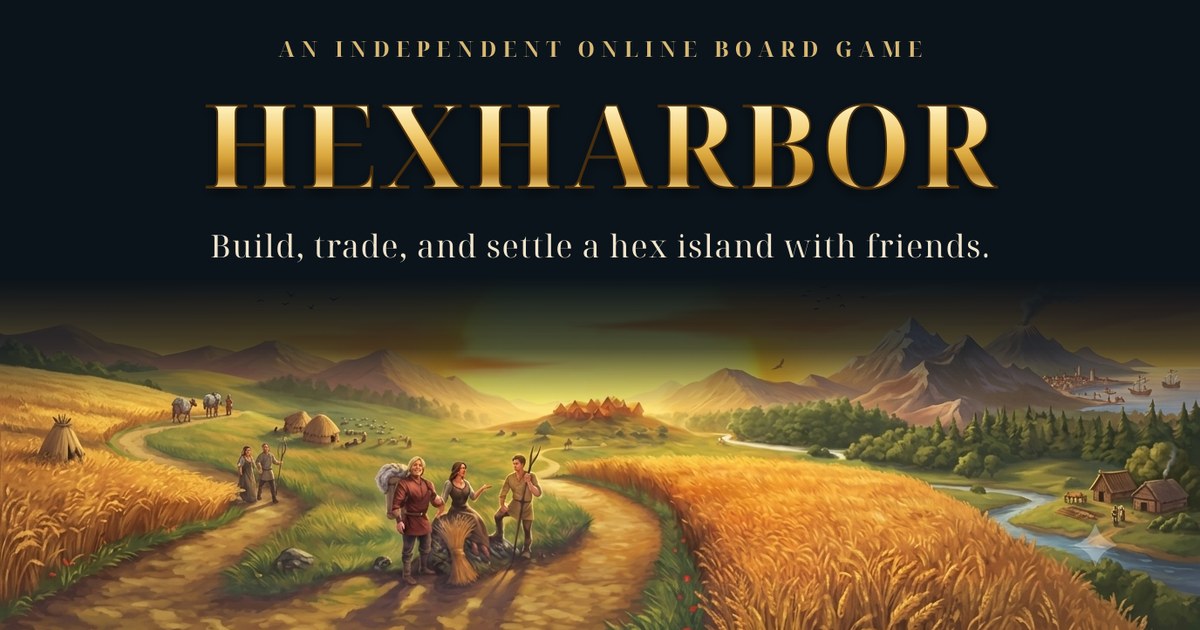 AN INDEPENDENT ONLINE BOARD GAME
HEXHARBOR
Build, trade, and settle a hex island with friends.